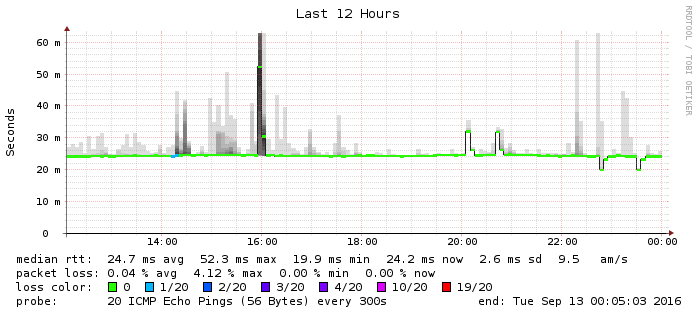 Last 12 Hours
RRDTOOL / TOBI OETIKER
Seconds
60 m
50 m
40 m
30 m
20 m
10 m
0
14:00 16:00 18:00 20:00 22:00 00:00
median rtt: 24.7 ms avg 52.3 ms max 19.9 ms min 24.2 ms now 2.6 ms sd 9.5 am/s
packet loss: 0.04 % avg 4.12 % max 0.00 % min 0.00 % now
loss color: 0 1/20 2/20 3/20 4/20 10/20 19/20
probe: 20 ICMP Echo Pings (56 Bytes) every 300s end: Tue Sep 13 00:05:03 2016